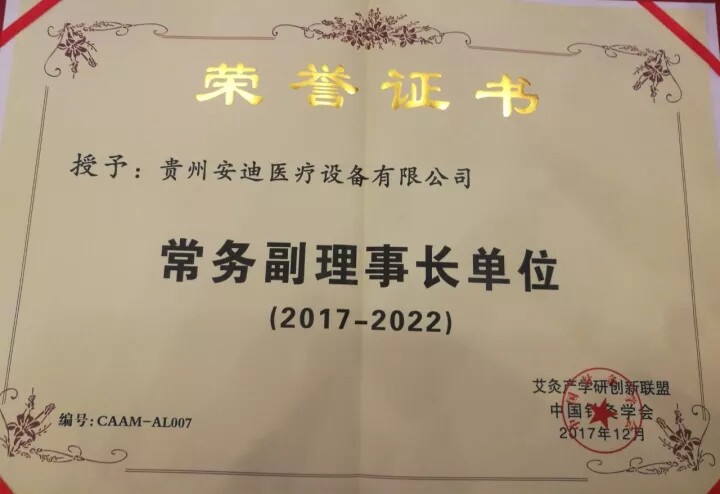 荣誉证书
授予：贵州安迪医疗设备有限公司
常务副理事长单位
(2017-2022)
艾灸产学研创新联盟
编号：CAAM-AL007
中国针灸学会
2017年12月